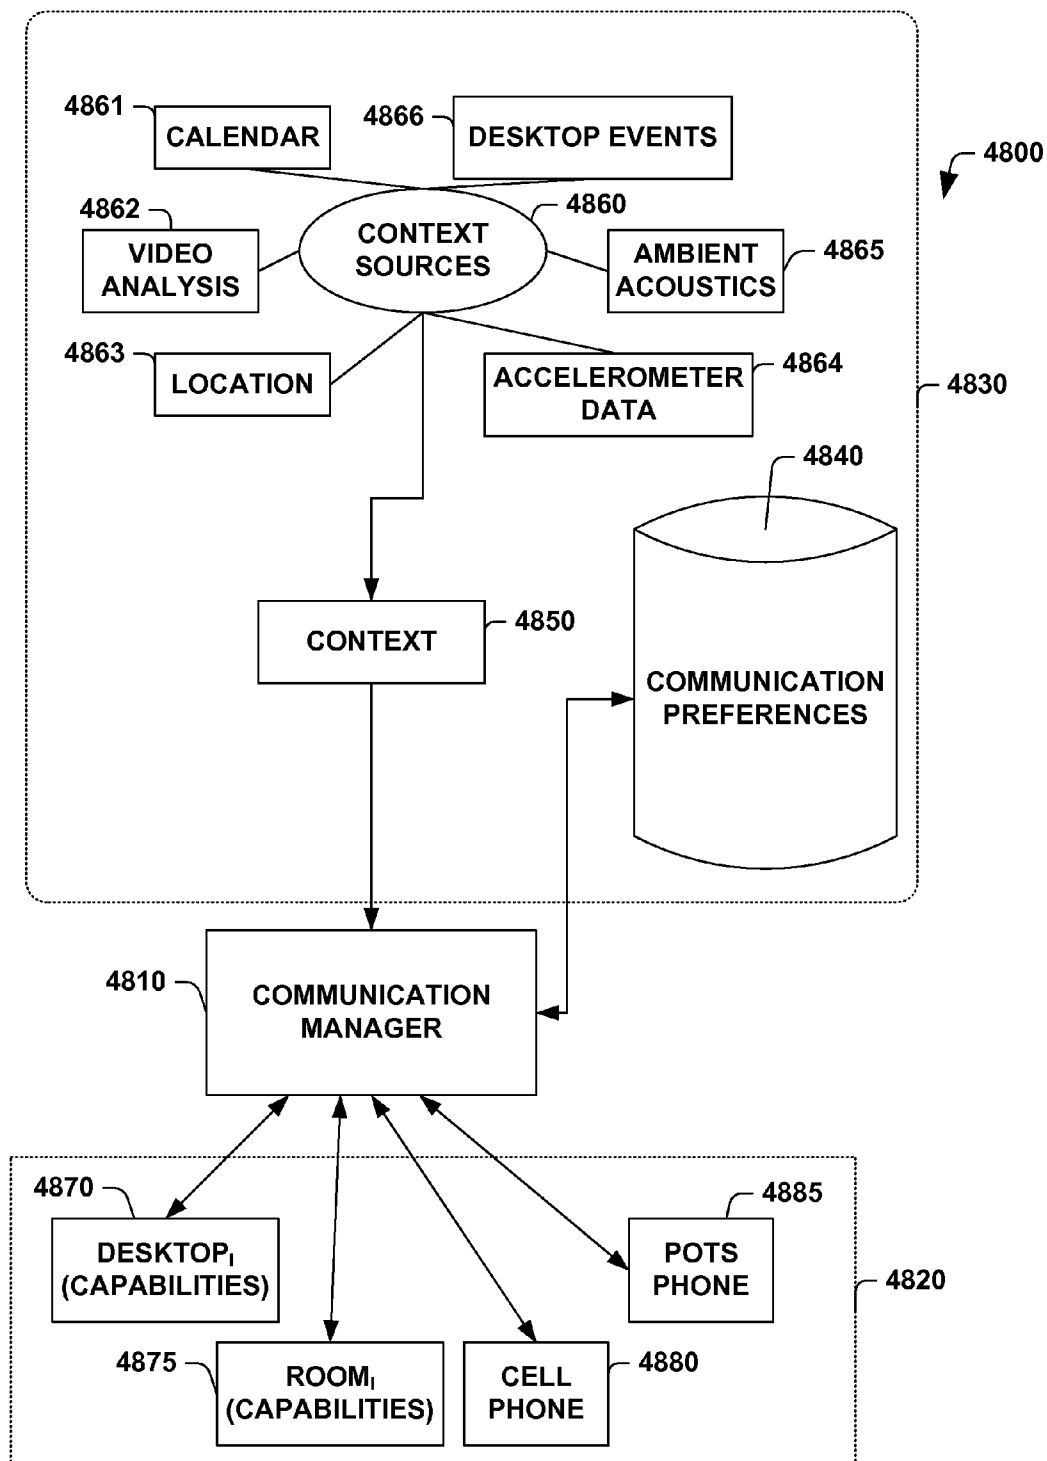 4861
CALENDAR
4866
DESKTOP EVENTS
4800
4862
VIDEO
ANALYSIS
CONTEXT
SOURCES
4860
AMBIENT
ACOUSTICS
4865
4863
LOCATION
ACCELEROMETER
DATA
4864
4830
4840
CONTEXT
4850
COMMUNICATION
PREFERENCES
4810
COMMUNICATION
MANAGER
4870
DESKTOPI
(CAPABILITIES)
4885
POTS
PHONE
4820
4875
ROOMI
(CAPABILITIES)
CELL
PHONE
4880